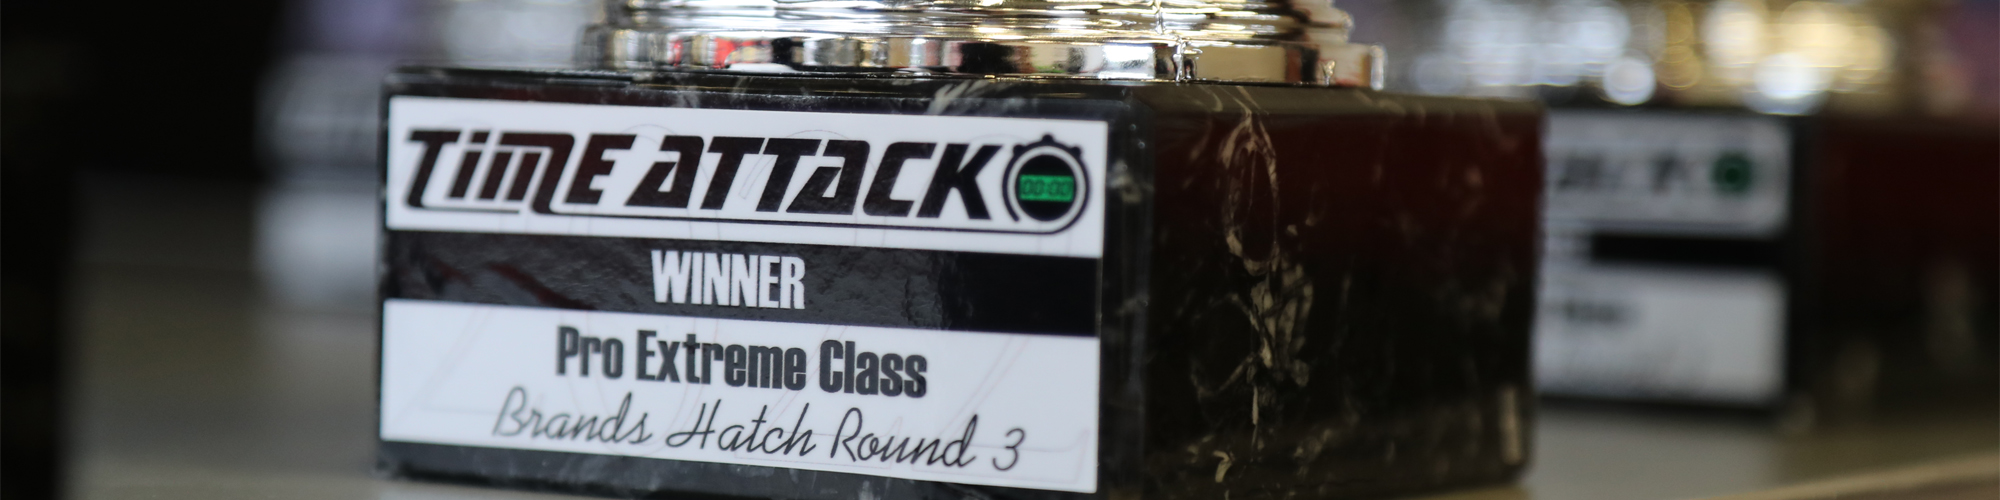 TiME ATTACK
00:00
WINNER
Pro Extreme Class
Brands Hatch Round 3